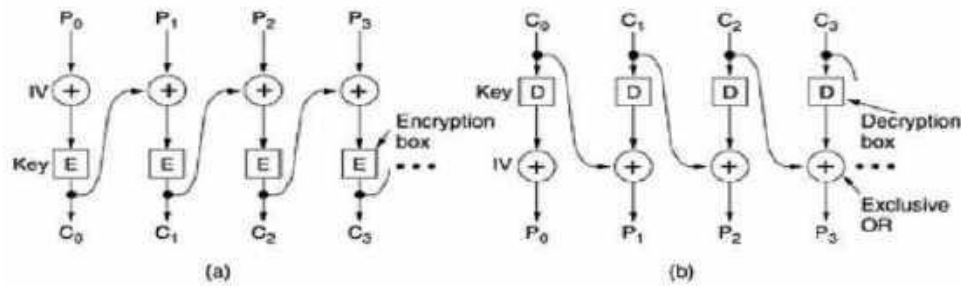 P0 P1 P2 P3
IV + + + +
Key E E E E
Encryption
box
C0 C1 C2 C3
(a)
C0 C1 C2 C3
Key D D D D
Decryption
box
IV + + + +
Exclusive
OR
P0 P1 P2 P3
(b)